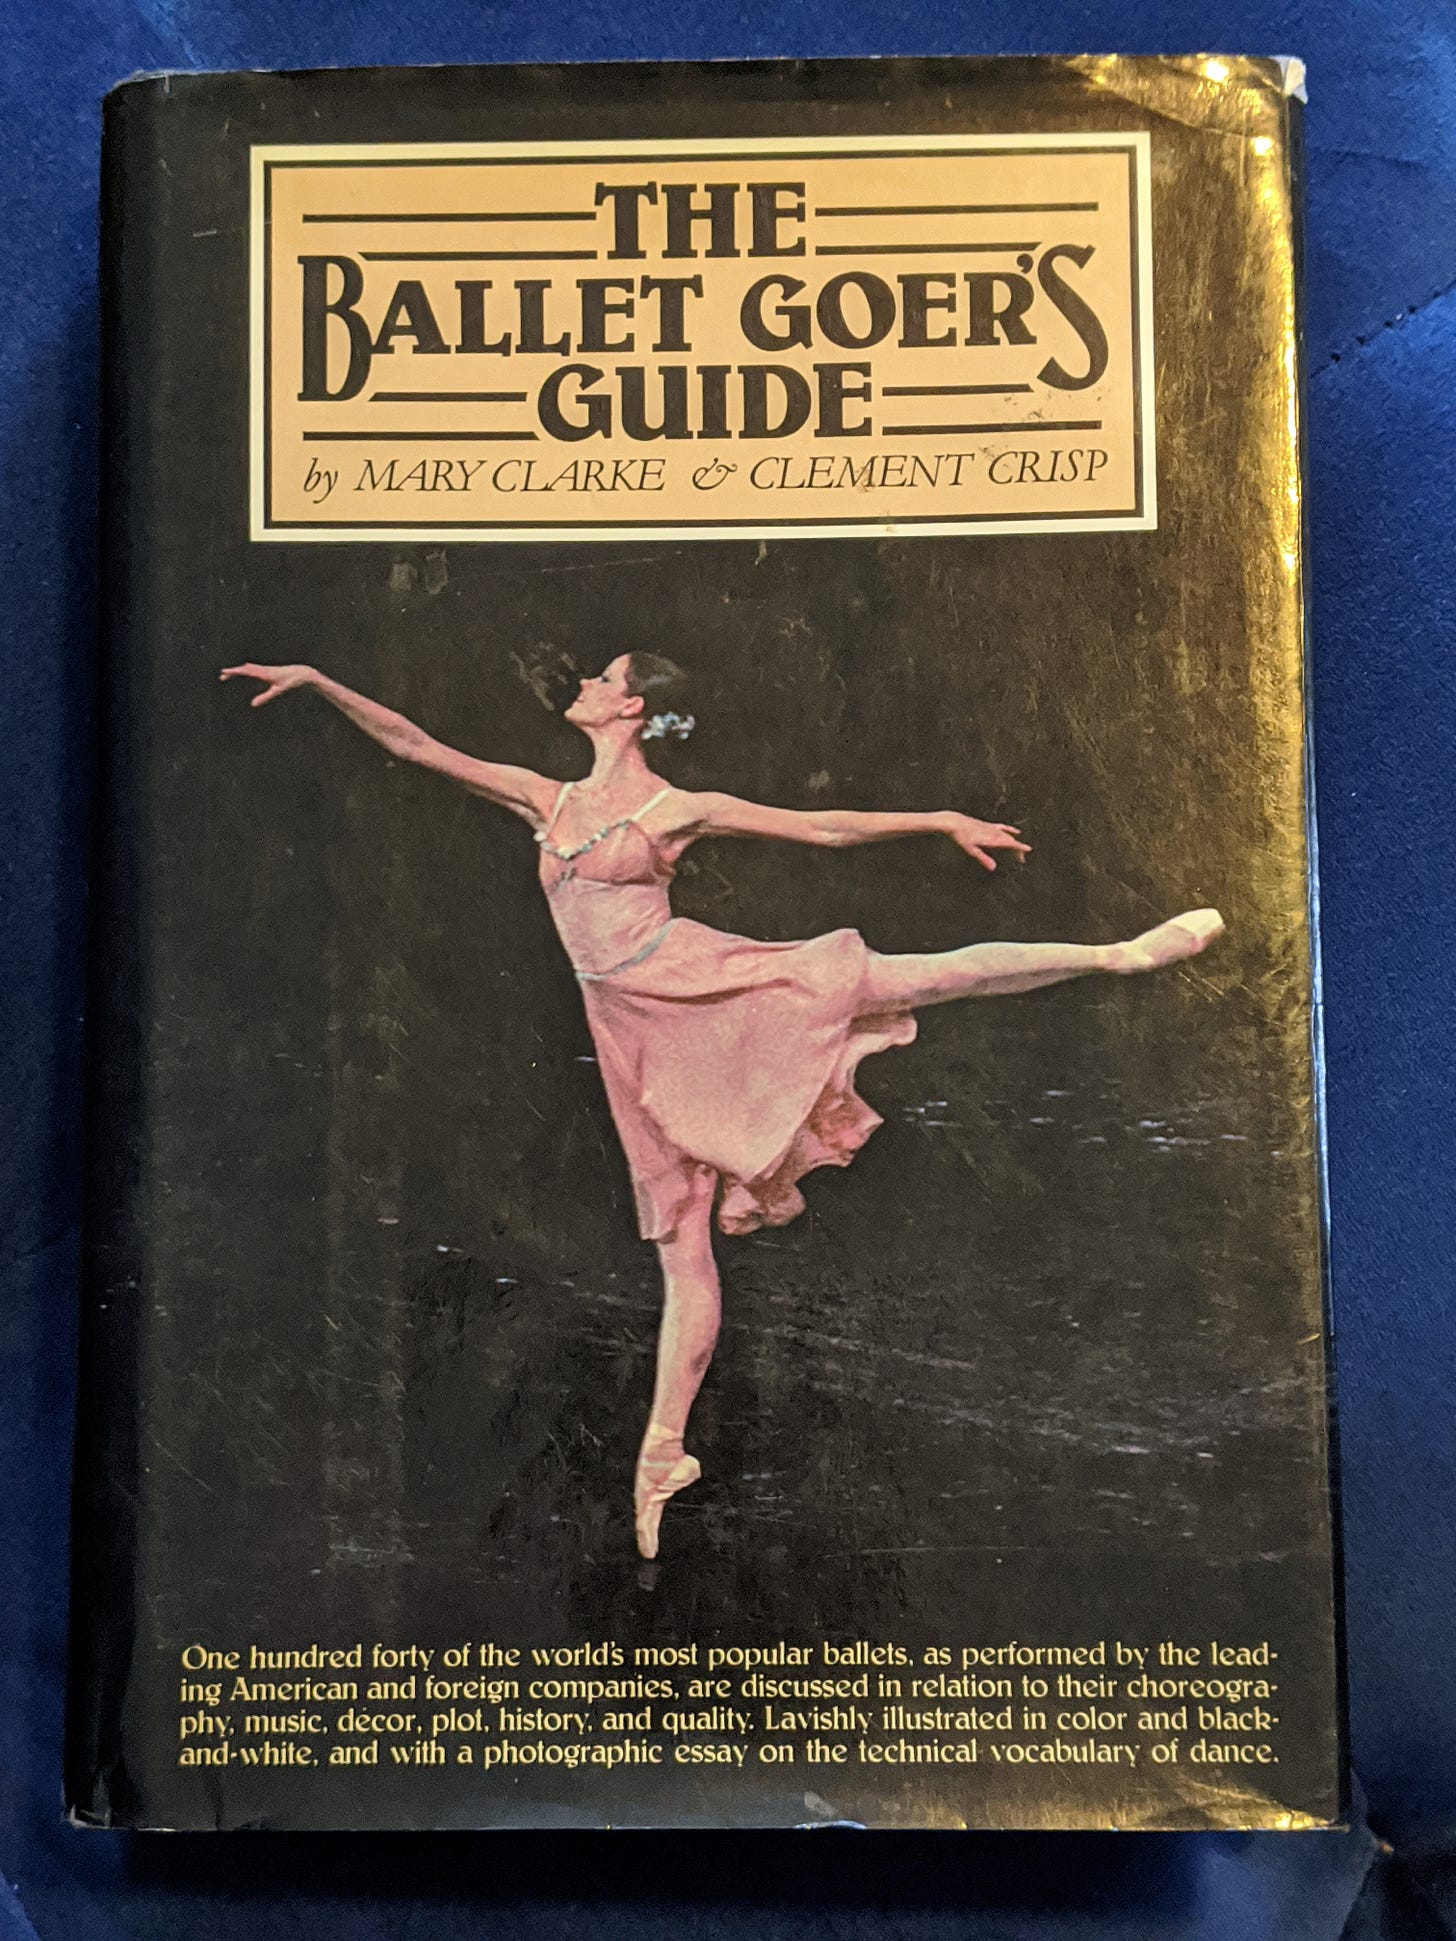 THE
BALLET GOER'S
GUIDE
by MARY CLARKE & CLEMENT CRISP
One hundred forty of the world's most popular ballets, as performed by the lead-
ing American and foreign companies, are discussed in relation to their choreogra-
phy, music, décor, plot, history, and quality. Lavishly illustrated in color and black-
and-white, and with a photographic essay on the technical vocabulary of dance.